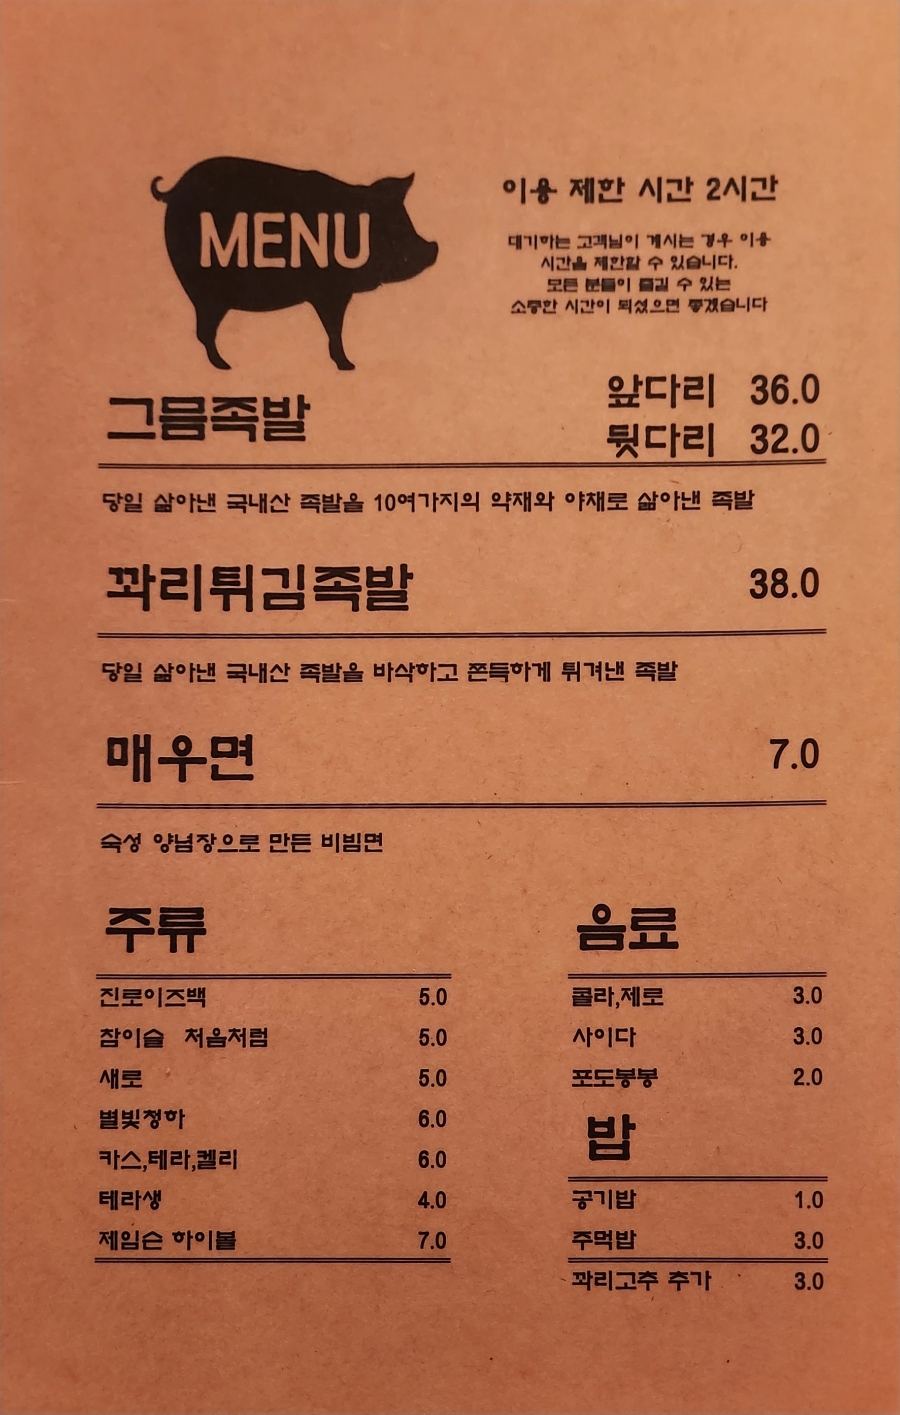 MENU
이용 제한 시간 2시간
대기하는 고객님이 계시는 경우 이용
시간을 제한할 수 있습니다.
모든 분들이 즐길 수 있는
소중한 시간이 되셨으면 좋겠습니다
그믐족발
앞다리 36.0
뒷다리 32.0
당일 삶아낸 국내산 족발을 10여가지의 약재와 야채로 삶아낸 족발
꽈리튀김족발 38.0
당일 삶아낸 국내산 족발을 바삭하고 쫀득하게 튀겨낸 족발
매우면 7.0
숙성 양념장으로 만든 비빔면
주류
진로이즈백 5.0
참이슬 처음처럼 5.0
새로 5.0
별빛청하 6.0
카스,테라,켈리 6.0
테라생 4.0
제임슨 하이볼 7.0
음료
콜라,제로 3.0
사이다 3.0
포도봉봉 2.0
밥
공기밥 1.0
주먹밥 3.0
꽈리고추 추가 3.0